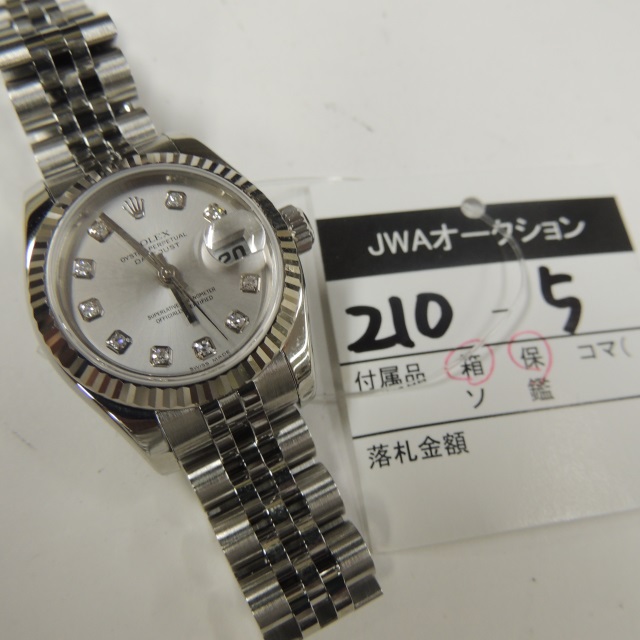 ROLEX
OYSTER PERPETUAL
DATEJUST
20
SUPERLATIVE CHRONOMETER
OFFICIALLY CERTIFIED
JWAオークション
210-5
付属品 箱 保 コマ(
ソ 鑑
落札金額